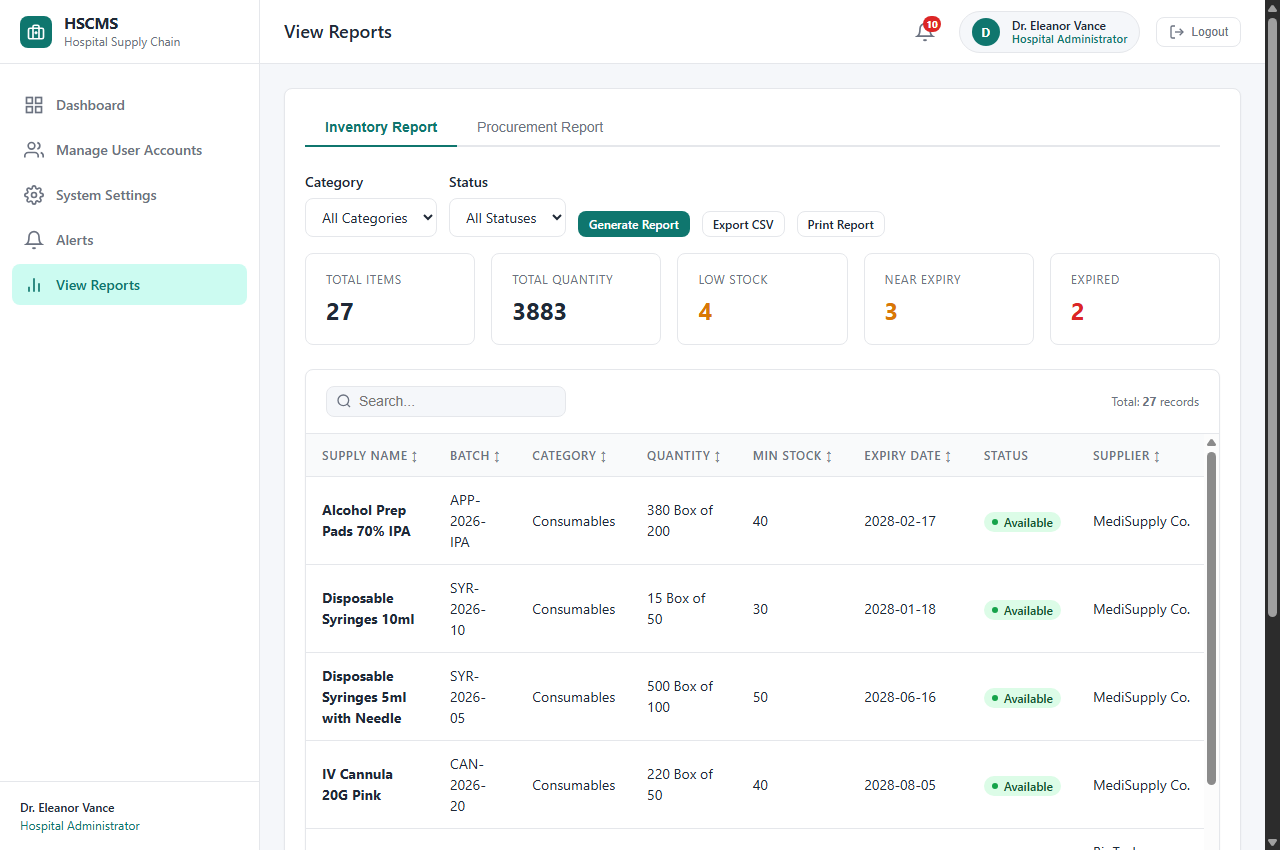 HSCMS
Hospital Supply Chain
View Reports
10
D
Dr. Eleanor Vance
Hospital Administrator
Logout
Dashboard
Manage User Accounts
System Settings
Alerts
View Reports
Dr. Eleanor Vance
Hospital Administrator
Inventory Report
Procurement Report
Category
Status
All Categories
All Statuses
Generate Report
Export CSV
Print Report
TOTAL ITEMS
27
TOTAL QUANTITY
3883
LOW STOCK
4
NEAR EXPIRY
3
EXPIRED
2
Search...
Total: 27 records
SUPPLY NAME ↕ BATCH ↕ CATEGORY ↕ QUANTITY ↕ MIN STOCK ↕ EXPIRY DATE ↕ STATUS SUPPLIER ↕
Alcohol Prep
Pads 70% IPA
APP-
2026-
IPA
Consumables
380 Box of
200
40
2028-02-17
Available
MediSupply Co.
Disposable
Syringes 10ml
SYR-
2026-
10
Consumables
15 Box of
50
30
2028-01-18
Available
MediSupply Co.
Disposable
Syringes 5ml
with Needle
SYR-
2026-
05
Consumables
500 Box of
100
50
2028-06-16
Available
MediSupply Co.
IV Cannula
20G Pink
CAN-
2026-
20
Consumables
220 Box of
50
40
2028-08-05
Available
MediSupply Co.